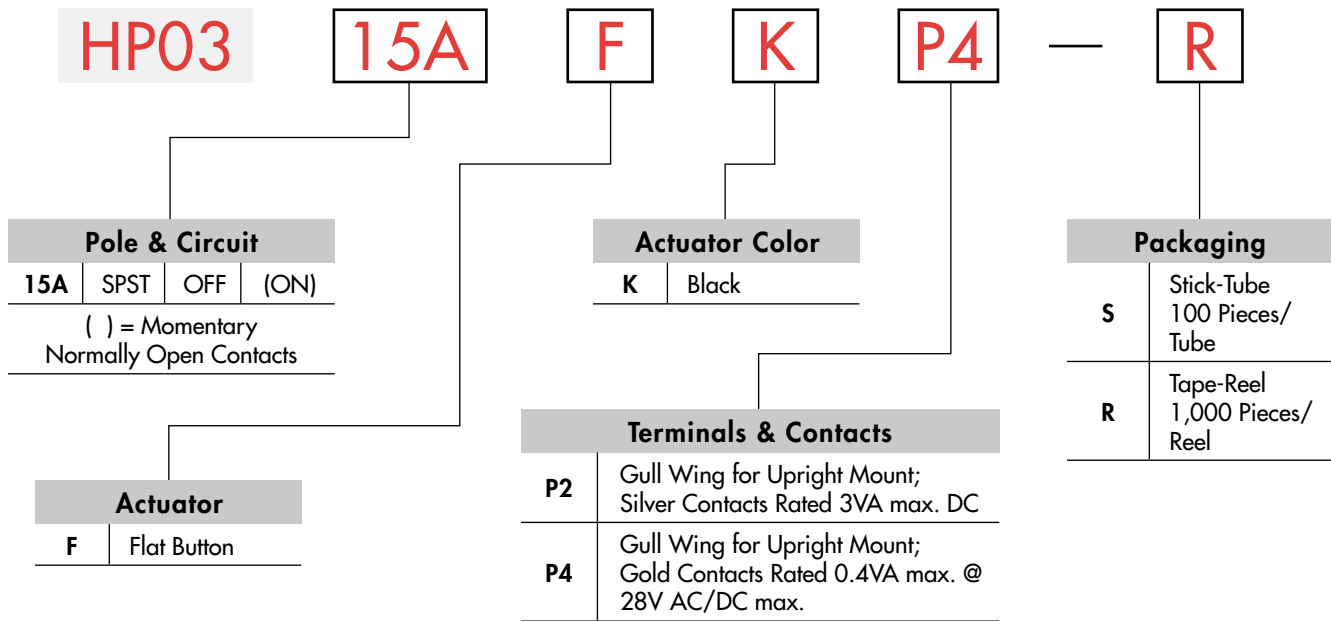 HP03 15A F K P4 — R
Pole & Circuit
15A SPST OFF (ON)
( ) = Momentary
Normally Open Contacts
Actuator
F Flat Button
Actuator Color
K Black
Terminals & Contacts
P2 Gull Wing for Upright Mount;
Silver Contacts Rated 3VA max. DC
P4 Gull Wing for Upright Mount;
Gold Contacts Rated 0.4VA max. @
28V AC/DC max.
Packaging
S Stick-Tube
100 Pieces/
Tube
R Tape-Reel
1,000 Pieces/
Reel